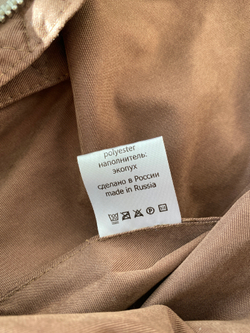 polyester
наполнитель:
экопух
сделано в России
made in Russia